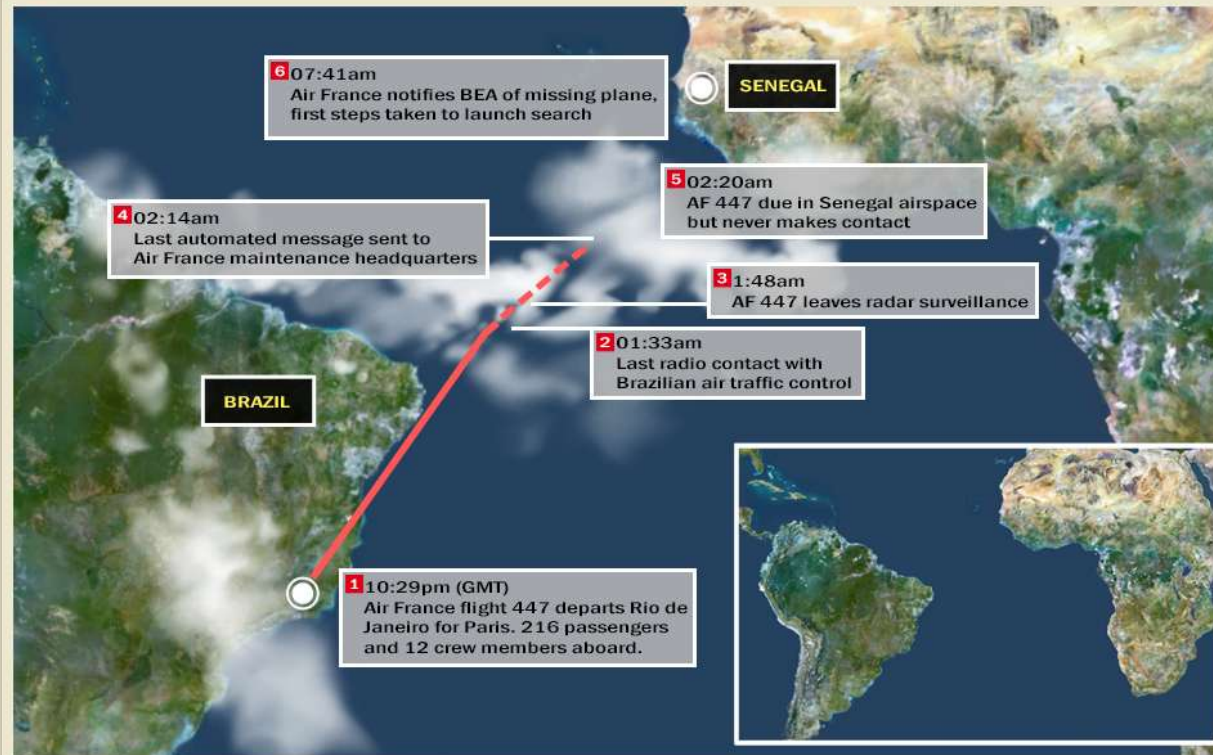 6 07:41am
Air France notifies BEA of missing plane,
first steps taken to launch search
SENEGAL
5 02:20am
AF 447 due in Senegal airspace
but never makes contact
4 02:14am
Last automated message sent to
Air France maintenance headquarters
3 1:48am
AF 447 leaves radar surveillance
2 01:33am
Last radio contact with
Brazilian air traffic control
BRAZIL
1 10:29pm (GMT)
Air France flight 447 departs Rio de
Janeiro for Paris. 216 passengers
and 12 crew members aboard.